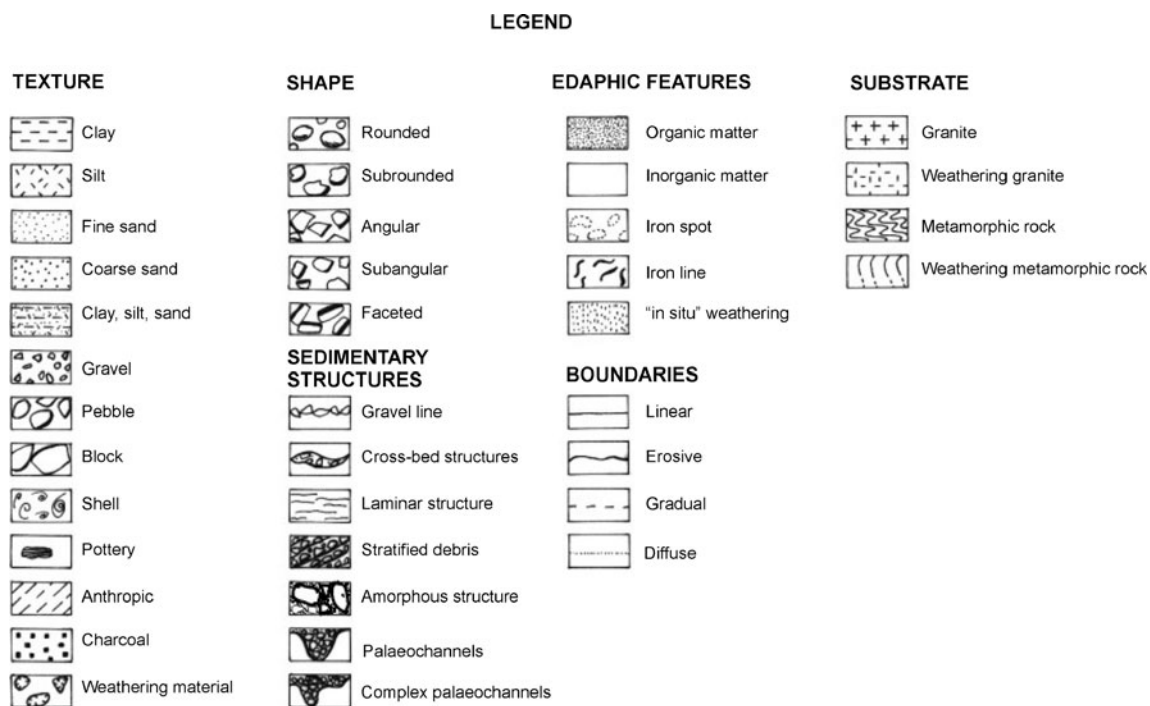 LEGEND
TEXTURE
Clay
Silt
Fine sand
Coarse sand
Clay, silt, sand
Gravel
Pebble
Block
Shell
Pottery
Anthropic
Charcoal
Weathering material
SHAPE
Rounded
Subrounded
Angular
Subangular
Faceted
SEDIMENTARY
STRUCTURES
Gravel line
Cross-bed structures
Laminar structure
Stratified debris
Amorphous structure
Palaeochannels
Complex palaeochannels
EDAPHIC FEATURES
Organic matter
Inorganic matter
Iron spot
Iron line
“in situ” weathering
BOUNDARIES
Linear
Erosive
Gradual
Diffuse
SUBSTRATE
Granite
Weathering granite
Metamorphic rock
Weathering metamorphic rock